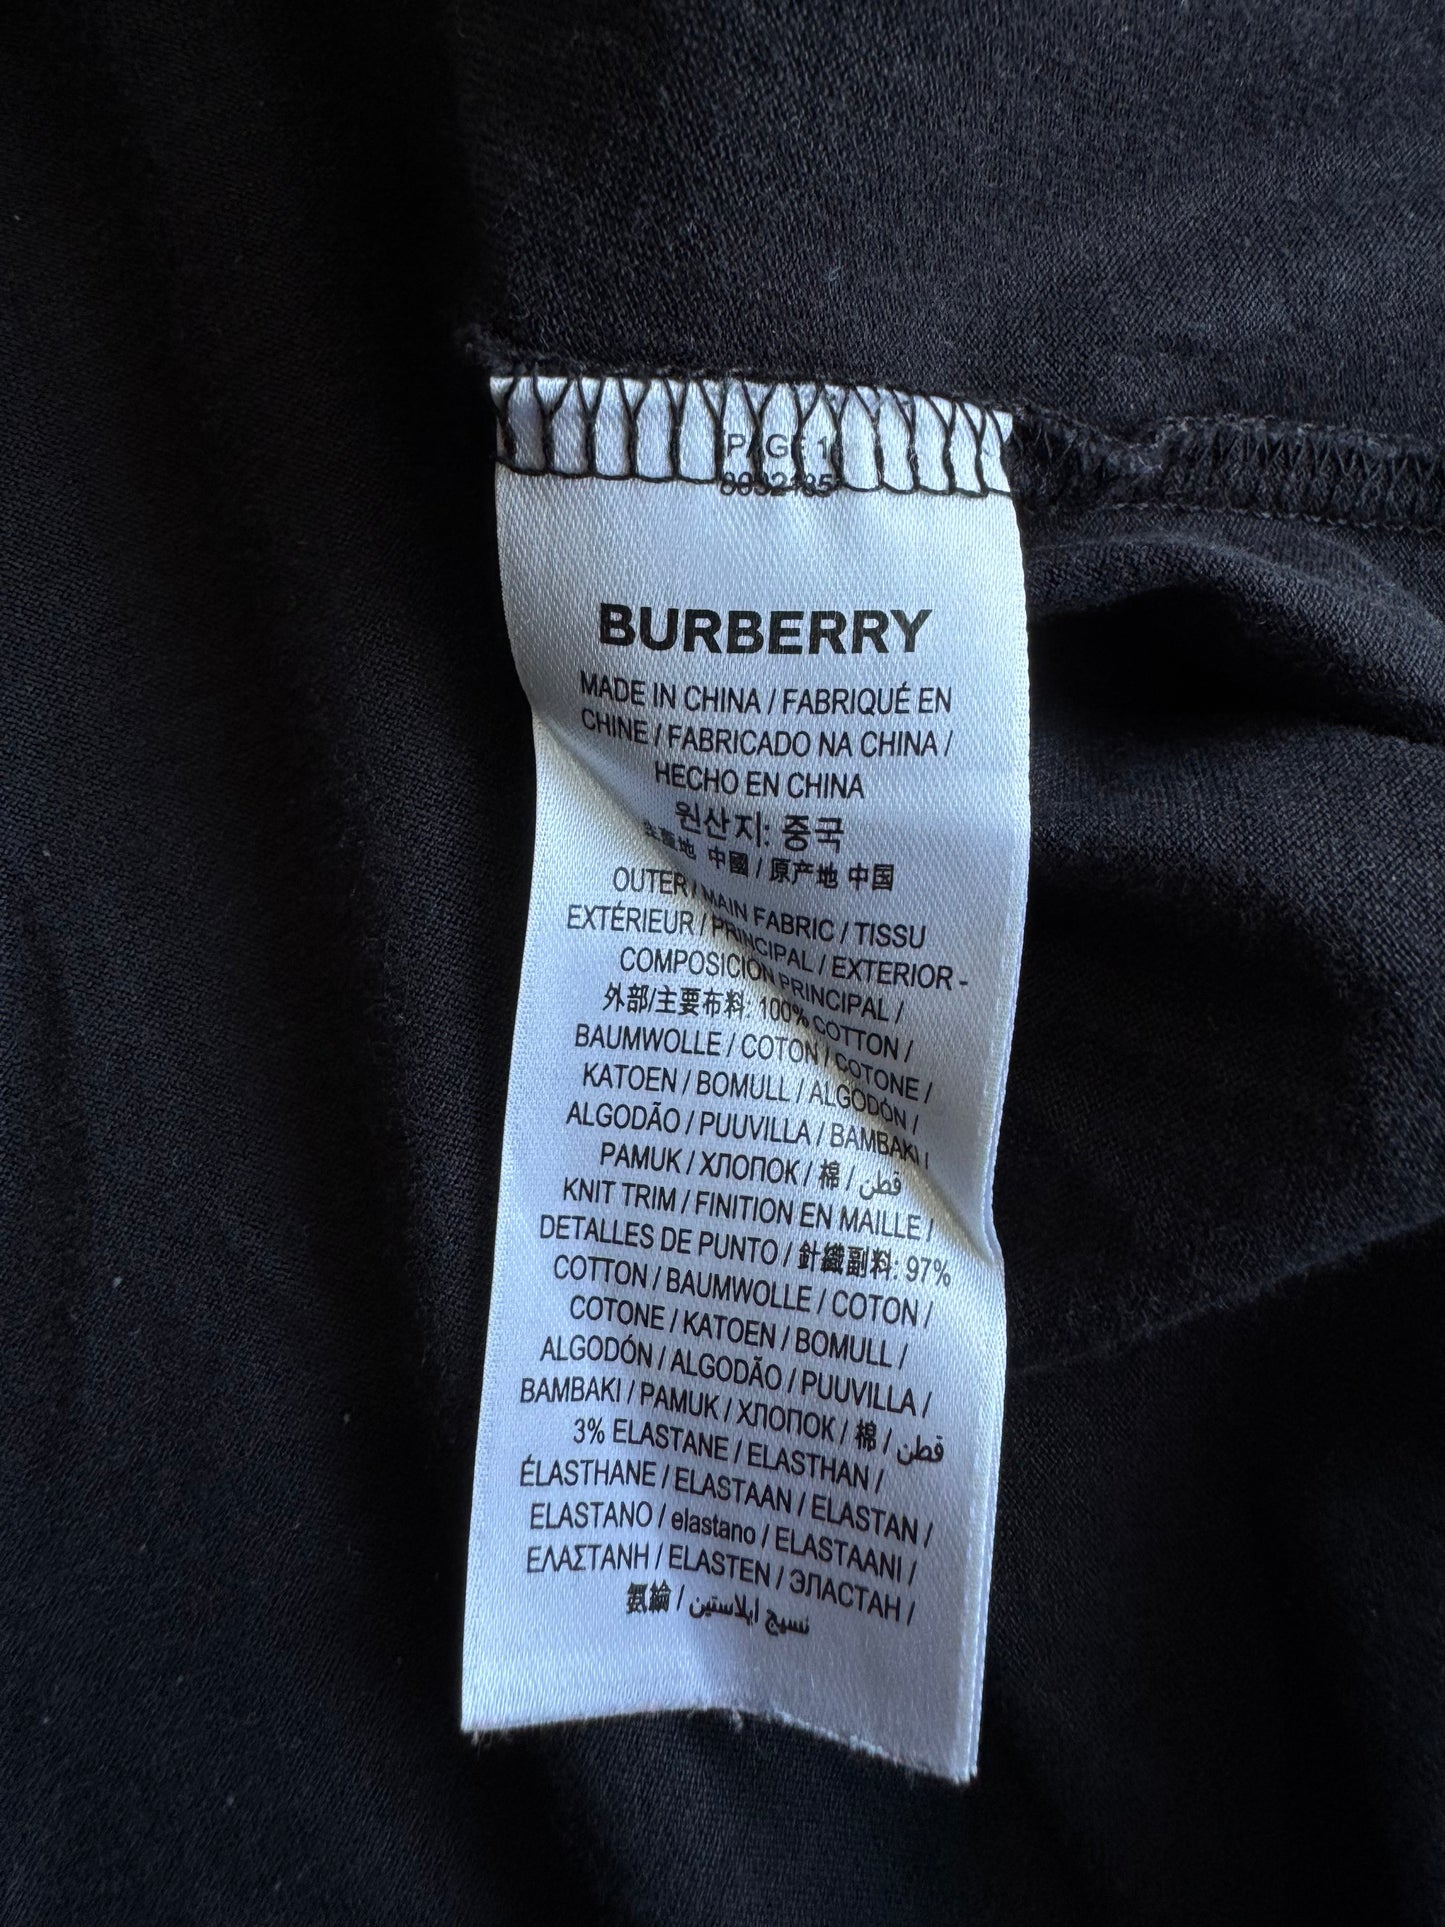 PAGE 1
BURBERRY
MADE IN CHINA / FABRIQUÉ EN
CHINE / FABRICADO NA CHINA /
HECHO EN CHINA
원산지: 중국
地 中國 / 原产地 中国
OUTER / MAIN FABRIC / TISSU
EXTÉRIEUR / PRINCIPAL / EXTERIOR -
COMPOSICIÓN PRINCIPAL /
外部/主要布料: 100% COTTON /
BAUMWOLLE / COTON / COTONE /
KATOEN / BOMULL / ALGODÓN /
ALGODÃO / PUUVILLA / BAMBAKI /
PAMUK / ХЛОПОК / 棉 / قطن
KNIT TRIM / FINITION EN MAILLE /
DETALLES DE PUNTO / 針織副料: 97%
COTTON / BAUMWOLLE / COTON /
COTONE / KATOEN / BOMULL /
ALGODÓN / ALGODÃO / PUUVILLA /
BAMBAKI / PAMUK / ХЛОПОК / 棉 / قطن
3% ELASTANE / ELASTHAN /
ÉLASTHANE / ELASTAAN / ELASTAN /
ELASTANO / elastano / ELASTAANI /
ΕΛΑΣΤΑΝΗ / ELASTEN / ЭЛАСТАН /
氨綸 / نسيج ايلاستين